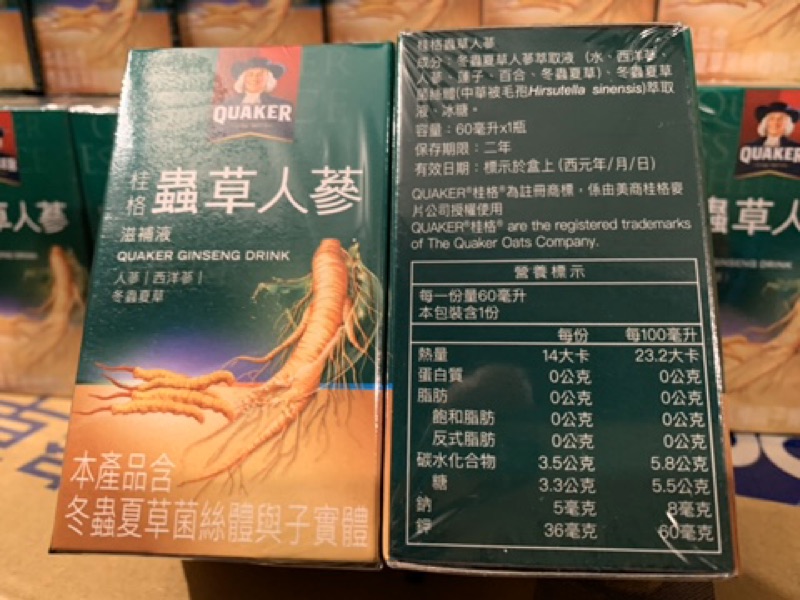 QUAKER
桂格
蟲草人蔘
滋補液
QUAKER GINSENG DRINK
人蔘 | 西洋蔘 |
冬蟲夏草
本產品含
冬蟲夏草菌絲體與子實體
桂格蟲草人蔘
成分：冬蟲夏草人蔘萃取液（水、西洋蔘、
人蔘、蓮子、百合、冬蟲夏草）、冬蟲夏草
菌絲體(中華被毛孢Hirsutella sinensis)萃取
液、冰糖。
容量：60毫升x1瓶
保存期限：二年
有效日期：標示於盒上(西元年/月/日)
QUAKER®桂格®為註冊商標，係由美商桂格麥
片公司授權使用
QUAKER®桂格® are the registered trademarks
of The Quaker Oats Company.
營養標示
每一份量60毫升
本包裝含1份
每份 每100毫升
熱量 14大卡 23.2大卡
蛋白質 0公克 0公克
脂肪 0公克 0公克
飽和脂肪 0公克 0公克
反式脂肪 0公克 0公克
碳水化合物 3.5公克 5.8公克
糖 3.3公克 5.5公克
鈉 5毫克 8毫克
鉀 36毫克 60毫克
QUAKER
草人蔘
QUAKER
蟲草人
GINSENG DRINK